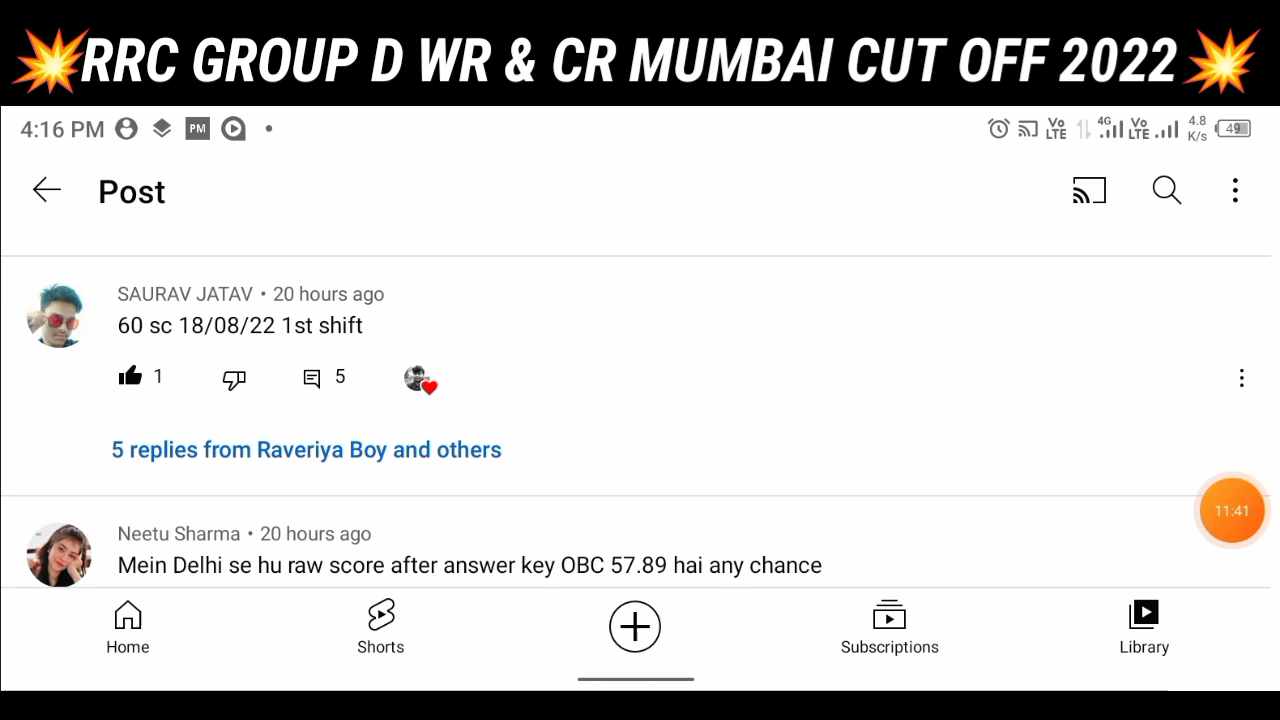 RRC GROUP D WR & CR MUMBAI CUT OFF 2022
4:16 PM PM • Vo LTE 4G Vo LTE 4.8 K/s 49
Post
SAURAV JATAV • 20 hours ago
60 sc 18/08/22 1st shift
1 5
5 replies from Raveriya Boy and others
11:41
Neetu Sharma • 20 hours ago
Mein Delhi se hu raw score after answer key OBC 57.89 hai any chance
Home Shorts Subscriptions Library